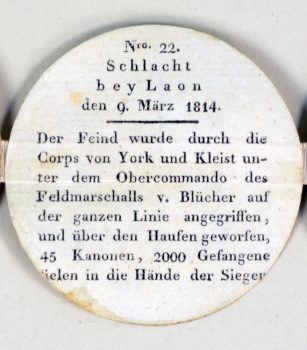 Nro. 22.
Schlacht
bey Laon
den 9. März 1814.
Der Feind wurde durch die
Corps von York und Kleist un-
ter dem Obercommando des
Feldmarschalls v. Blücher auf
der ganzen Linie angegriffen,
und über den Haufen geworfen,
45 Kanonen, 2000 Gefangene
fielen in die Hände der Sieger